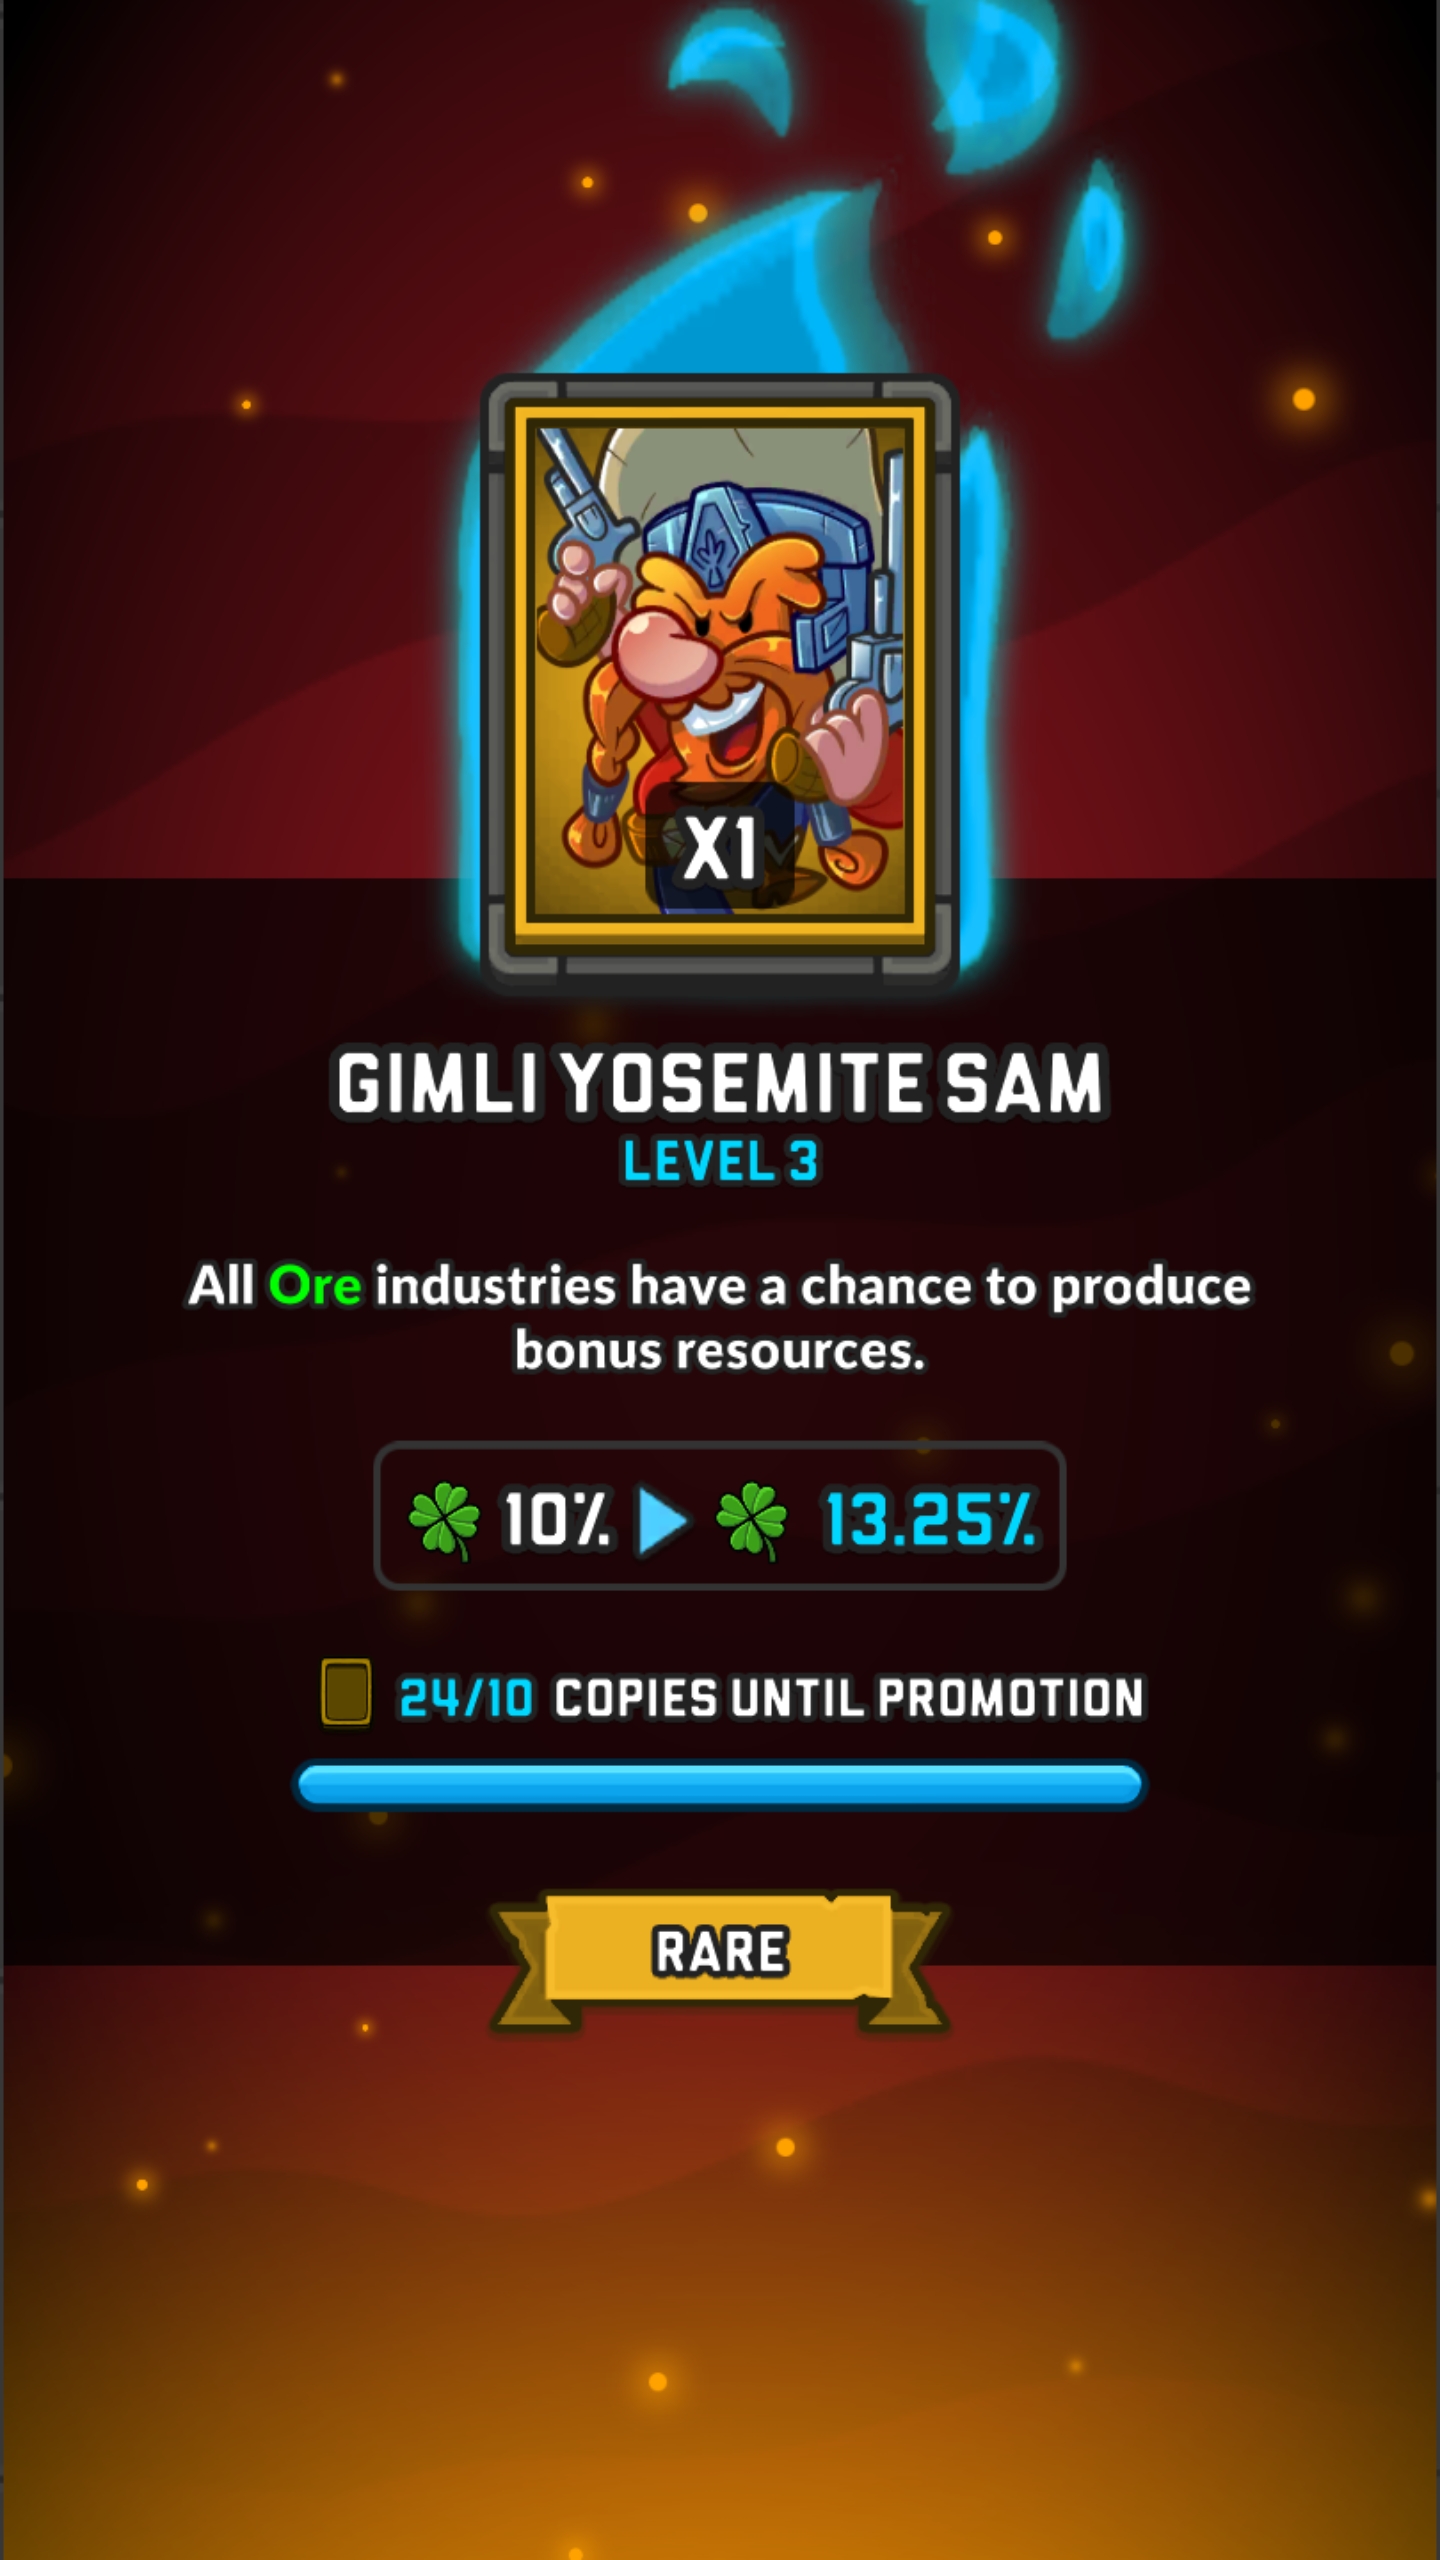 X1
GIMLI YOSEMITE SAM
LEVEL 3
All Ore industries have a chance to produce
bonus resources.
10% 13.25%
24/10 COPIES UNTIL PROMOTION
RARE